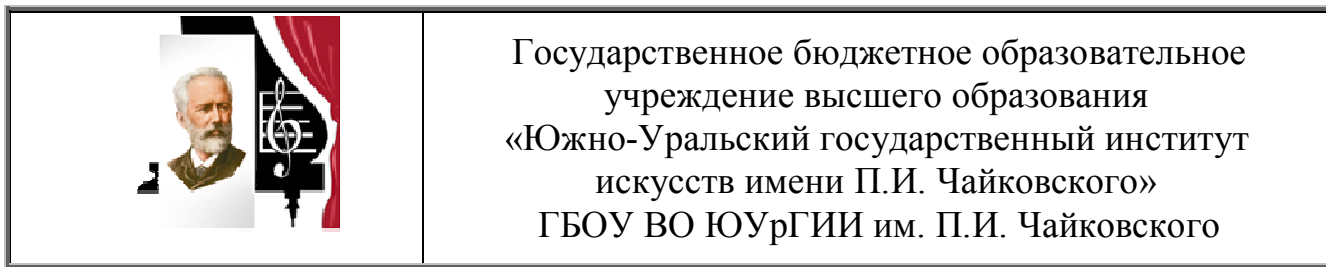 Государственное бюджетное образовательное
учреждение высшего образования
«Южно-Уральский государственный институт
искусств имени П.И. Чайковского»
ГБОУ ВО ЮУрГИИ им. П.И. Чайковского